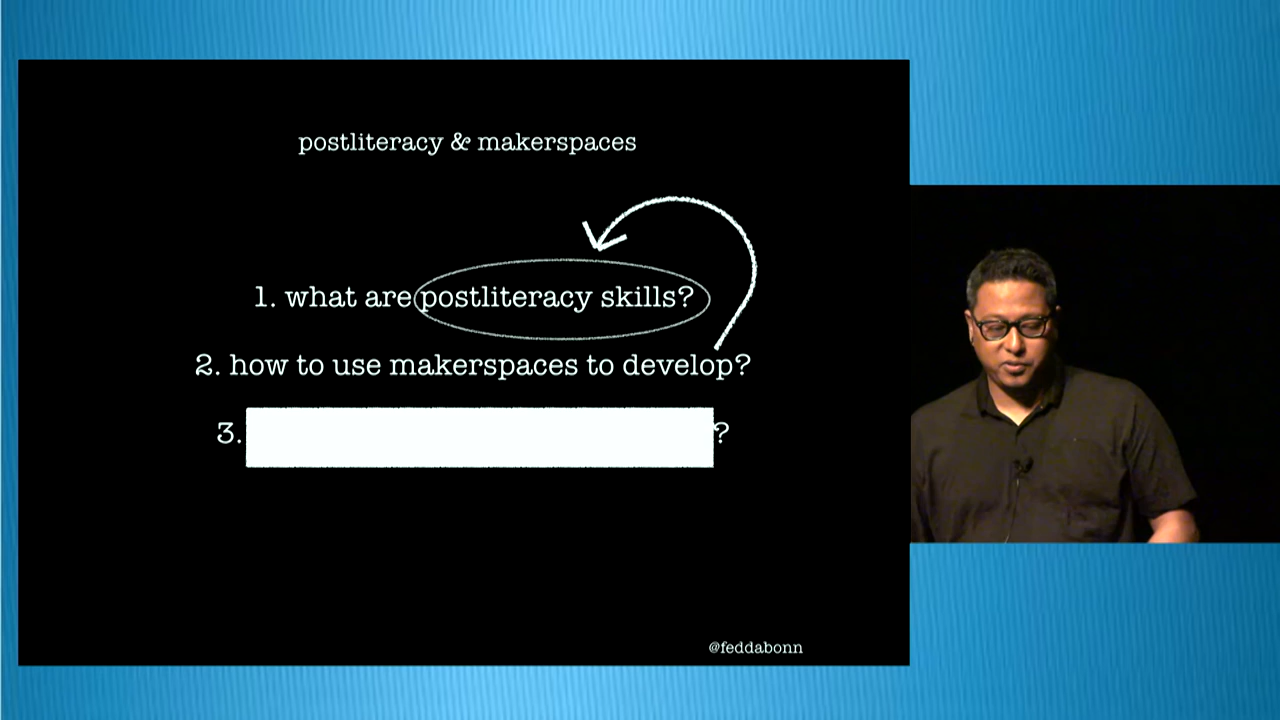 postliteracy & makerspaces
1. what are postliteracy skills?
2. how to use makerspaces to develop?
3. ?
@feddabonn